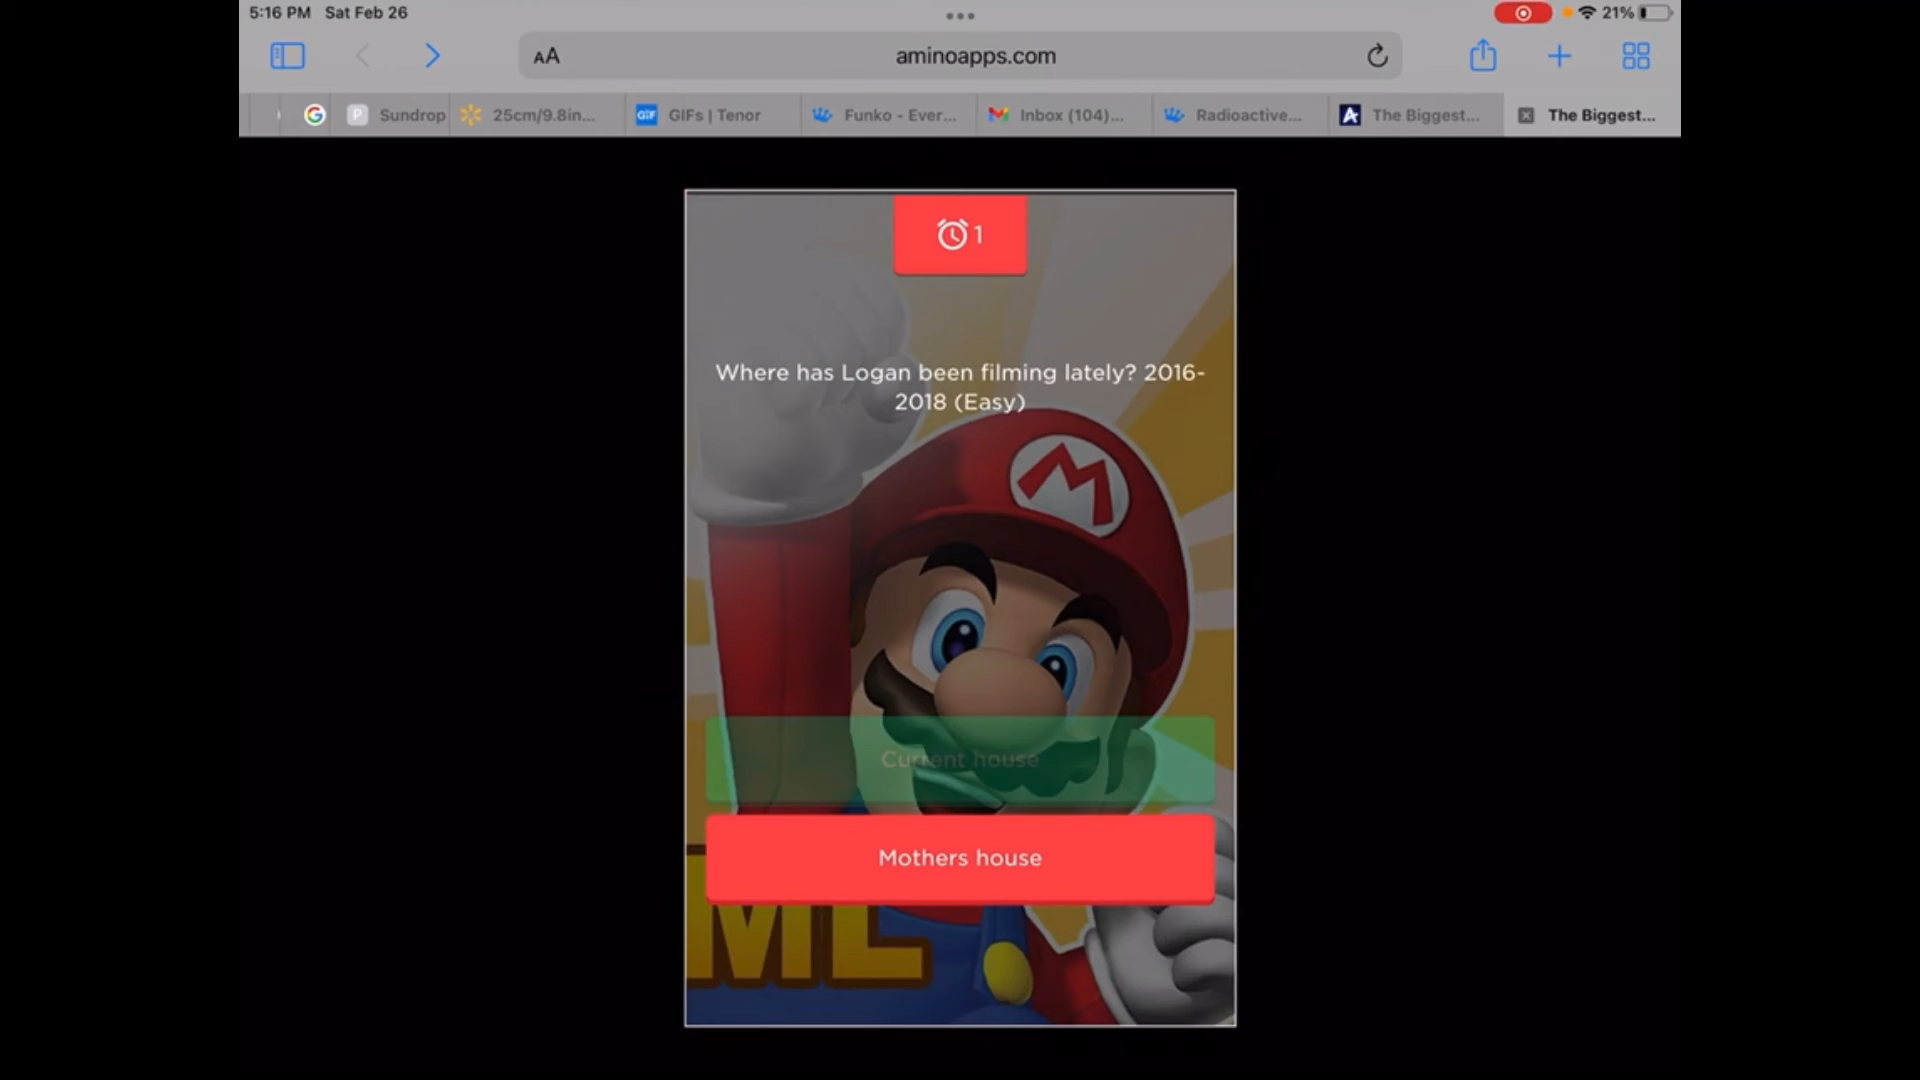 5:16 PM Sat Feb 26
21%
AA
aminoapps.com
G
P Sundrop
25cm/9.8in...
GIF GIFs | Tenor
Funko - Ever...
Inbox (104)...
Radioactive...
A The Biggest...
The Biggest...
1
Where has Logan been filming lately? 2016-
2018 (Easy)
M
Current house
Mothers house
ME